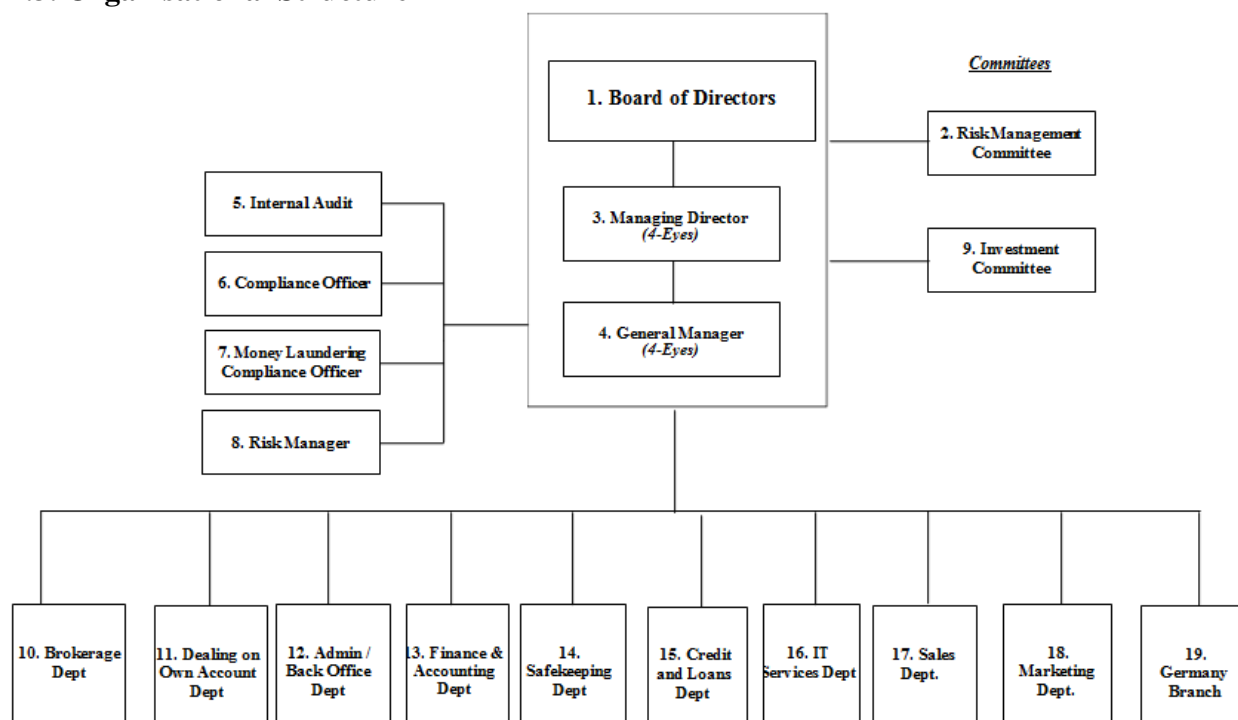 Committees
1. Board of Directors
2. Risk Management
Committee
3. Managing Director
(4-Eyes)
4. General Manager
(4-Eyes)
5. Internal Audit
6. Compliance Officer
7. Money Laundering
Compliance Officer
8. Risk Manager
9. Investment
Committee
10. Brokerage
Dept
11. Dealing on
Own Account
Dept
12. Admin /
Back Office
Dept
13. Finance &
Accounting
Dept
14.
Safekeeping
Dept
15. Credit
and Loans
Dept
16. IT
Services Dept
17. Sales
Dept.
18.
Marketing
Dept.
19.
Germany
Branch